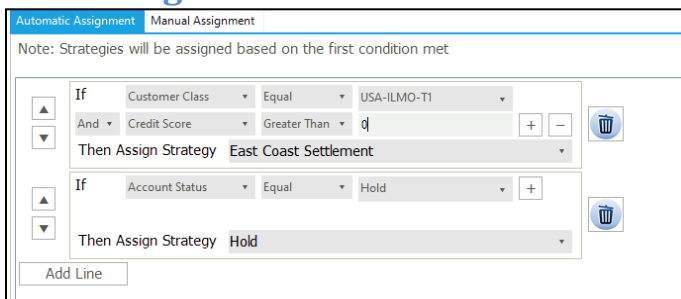 Automatic Assignment Manual Assignment
Note: Strategies will be assigned based on the first condition met
If Customer Class Equal USA-ILMO-T1
And Credit Score Greater Than 0 + −
Then Assign Strategy East Coast Settlement
If Account Status Equal Hold +
Then Assign Strategy Hold
Add Line